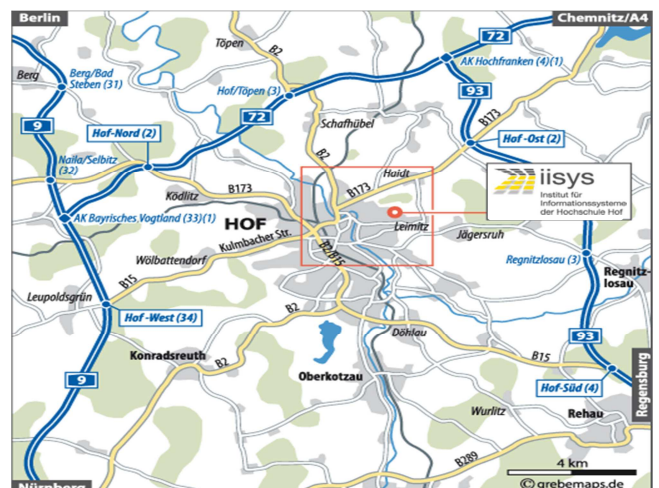 Berlin
Chemnitz/A4
72
Töpen
B2
AK Hochfranken (4)(1)
Berg
Berg/Bad
Steben (31)
Hof/Töpen (3)
93
72
B173
9
Schafhübel
Hof-Nord (2)
Hof-Ost (2)
B2
Naila/Selbitz
(32)
Haidt
iisys
Institut für
Informationssysteme
der Hochschule Hof
Ködlitz
B173
B173
AK Bayrisches Vogtland (33)(1)
HOF
Leimitz
Jägersruh
Kulmbacher Str.
B2/B15
Wölbattendorf
Regnitzlosau (3)
Regnitz-
losau
B15
Leupoldsgrün
Hof-West (34)
B2
Döhlau
93
Konradsreuth
B2
B15
9
Oberkotzau
Hof-Süd (4)
Regensburg
Wurlitz
Rehau
B289
4 km
Nürnberg
©grebemaps.de